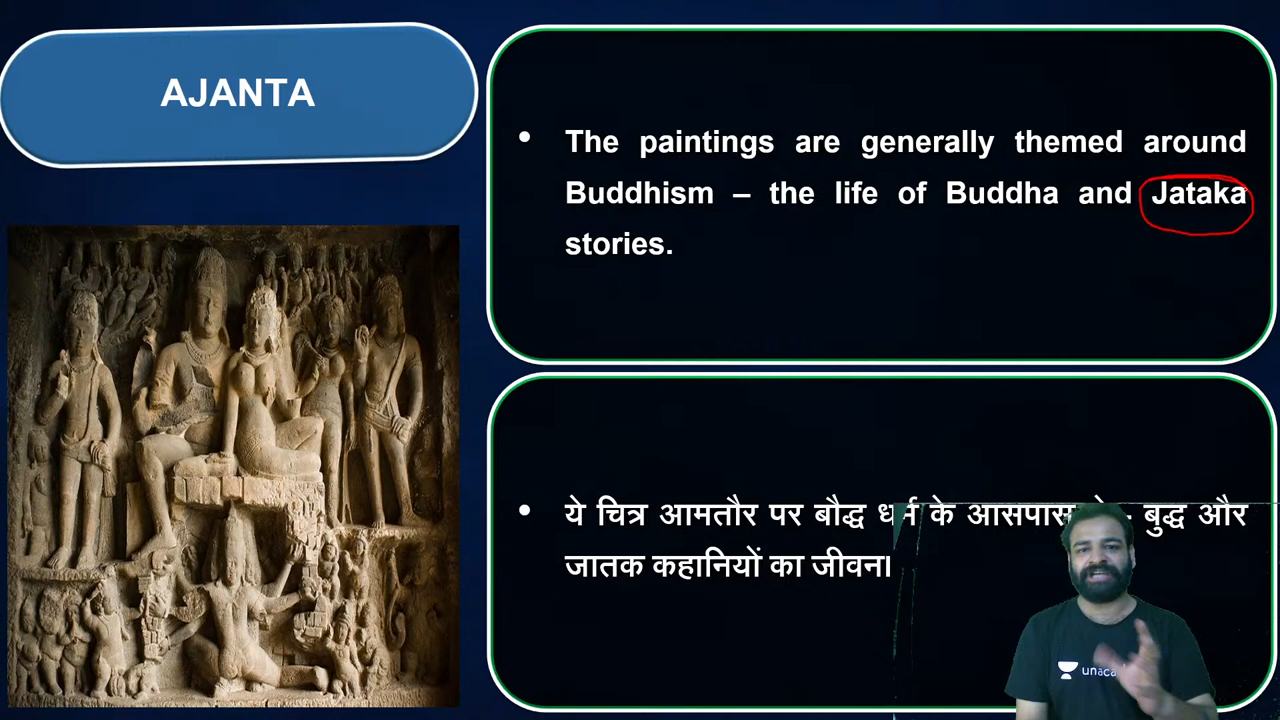 AJANTA
• The paintings are generally themed around
Buddhism – the life of Buddha and Jataka
stories.
• ये चित्र आमतौर पर बौद्ध धर्म के आसपास बुद्ध और
जातक कहानियों का जीवन।